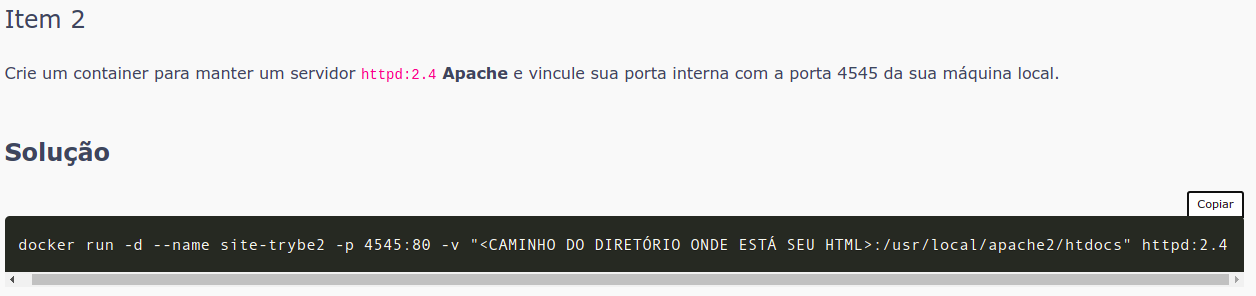 Item 2
Crie um container para manter um servidor httpd:2.4 Apache e vincule sua porta interna com a porta 4545 da sua máquina local.
Solução
Copiar
docker run -d --name site-trybe2 -p 4545:80 -v "<CAMINHO DO DIRETÓRIO ONDE ESTÁ SEU HTML>:/usr/local/apache2/htdocs" httpd:2.4